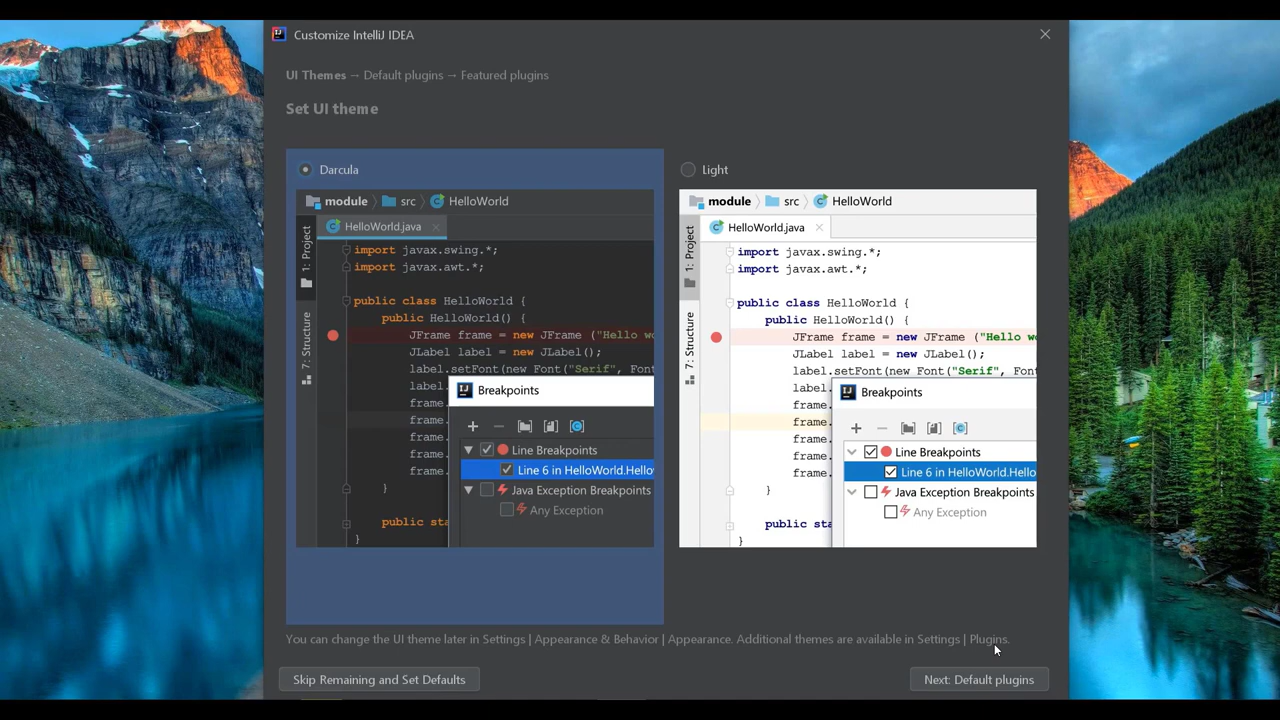 Customize IntelliJ IDEA
UI Themes → Default plugins → Featured plugins
Set UI theme
Darcula
module src HelloWorld
HelloWorld.java
1: Project
7: Structure
import javax.swing.*;
import javax.awt.*;
public class HelloWorld {
public HelloWorld() {
JFrame frame = new JFrame ("Hello wo
JLabel label = new JLabel();
label.setFont(new Font("Serif", Font
label.
frame.
frame.
frame.
frame.
frame.
}
public sta
}
Breakpoints
Line Breakpoints
Line 6 in HelloWorld.Hello
Java Exception Breakpoints
Any Exception
Light
module src HelloWorld
HelloWorld.java
1: Project
7: Structure
import javax.swing.*;
import javax.awt.*;
public class HelloWorld {
public HelloWorld() {
JFrame frame = new JFrame ("Hello wo
JLabel label = new JLabel();
label.setFont(new Font("Serif", Font
label.
frame.
frame.
frame.
frame.
frame.
}
public sta
}
Breakpoints
Line Breakpoints
Line 6 in HelloWorld.Hello
Java Exception Breakpoints
Any Exception
You can change the UI theme later in Settings | Appearance & Behavior | Appearance. Additional themes are available in Settings | Plugins.
Skip Remaining and Set Defaults
Next: Default plugins